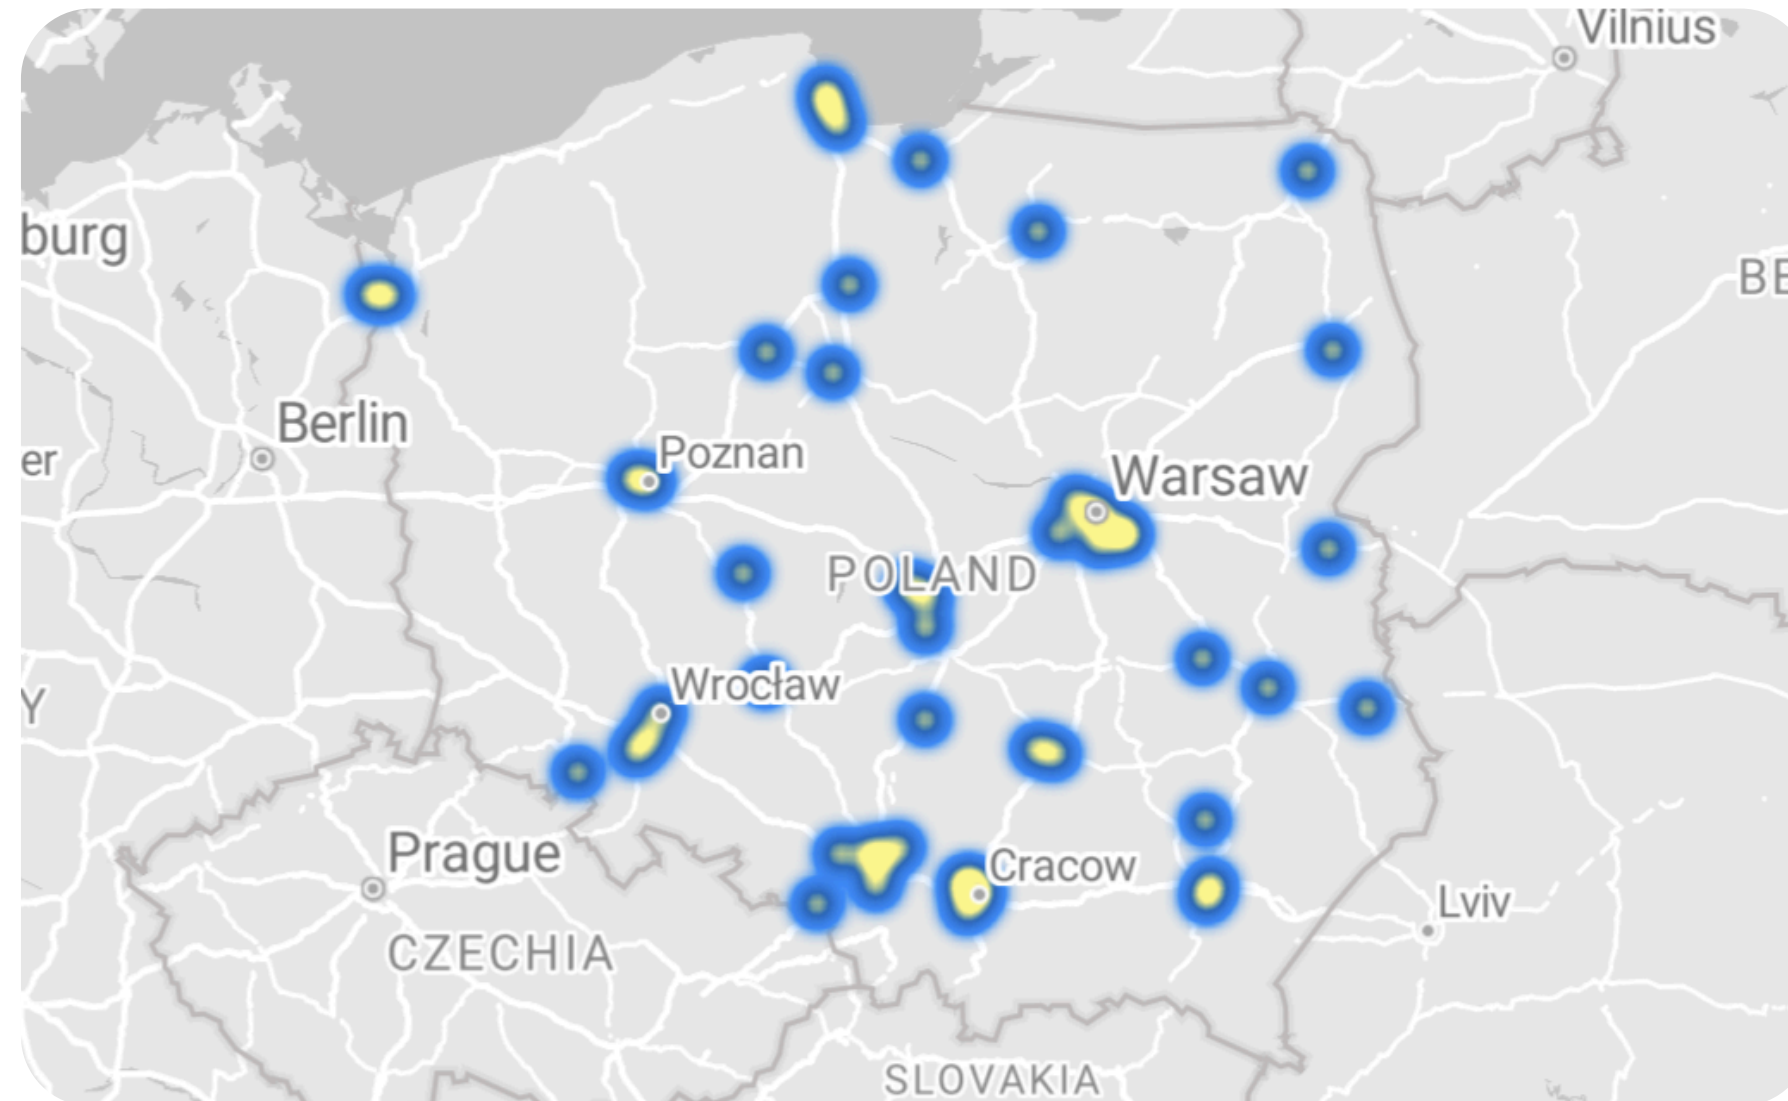 Vilnius
burg
BE
Berlin
er
Poznan
Warsaw
POLAND
Wrocław
Y
Prague
Cracow
Lviv
CZECHIA
SLOVAKIA